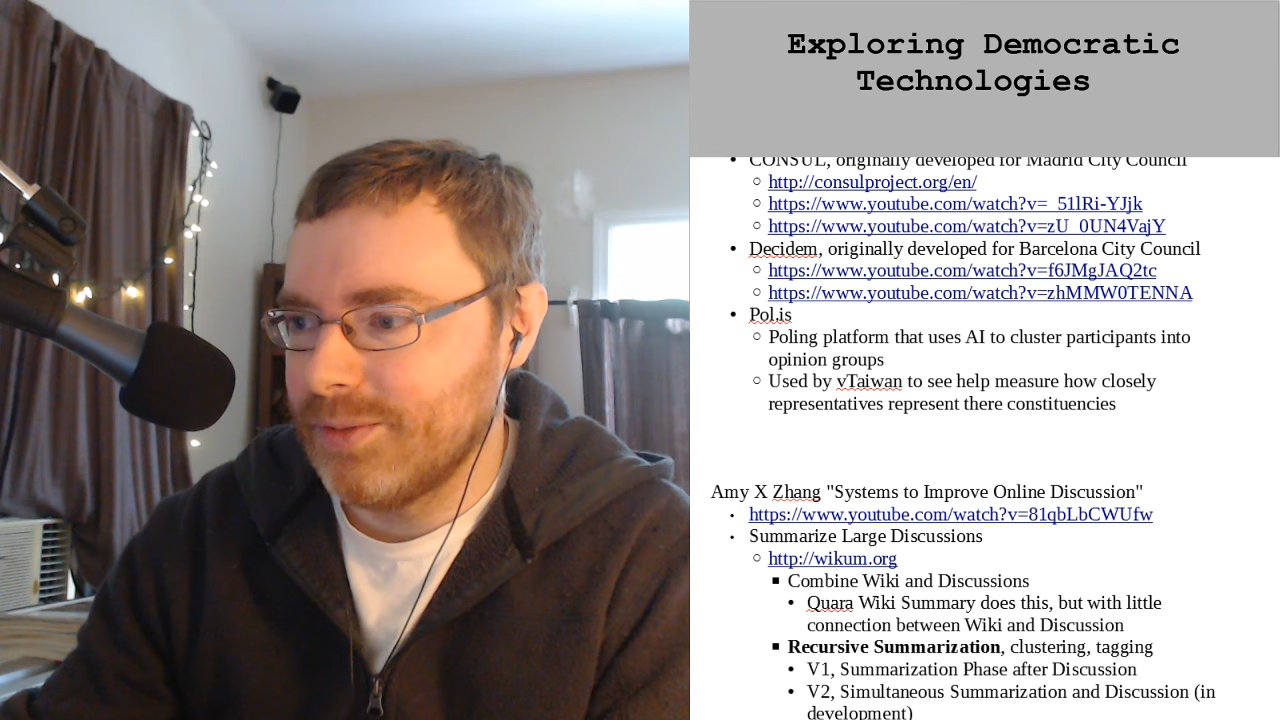 Exploring Democratic
Technologies
• CONSUL, originally developed for Madrid City Council
○ http://consulproject.org/en/
○ https://www.youtube.com/watch?v=_51lRi-YJjk
○ https://www.youtube.com/watch?v=zU_0UN4VajY
• Decidem, originally developed for Barcelona City Council
○ https://www.youtube.com/watch?v=f6JMgJAQ2tc
○ https://www.youtube.com/watch?v=zhMMW0TENNA
• Pol.is
○ Poling platform that uses AI to cluster participants into
opinion groups
○ Used by vTaiwan to see help measure how closely
representatives represent there constituencies
Amy X Zhang "Systems to Improve Online Discussion"
• https://www.youtube.com/watch?v=81qbLbCWUfw
• Summarize Large Discussions
○ http://wikum.org
■ Combine Wiki and Discussions
• Quara Wiki Summary does this, but with little
connection between Wiki and Discussion
■ Recursive Summarization, clustering, tagging
• V1, Summarization Phase after Discussion
• V2, Simultaneous Summarization and Discussion (in
development)